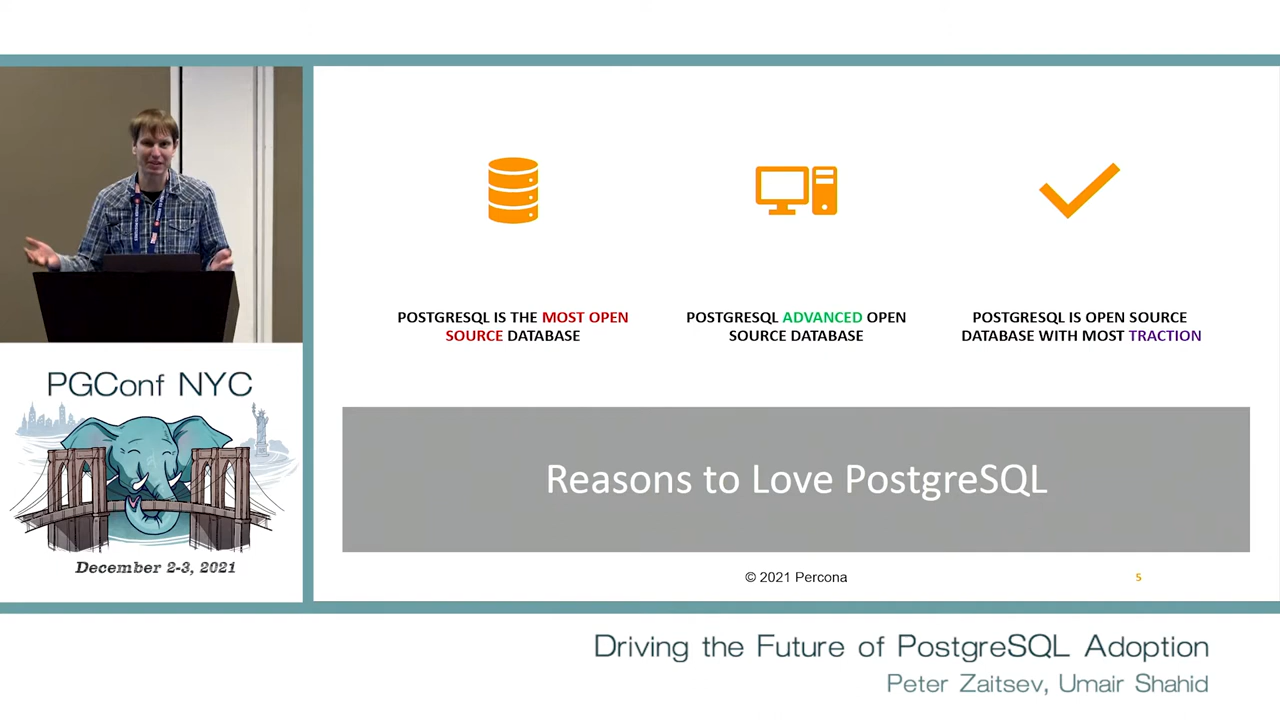 POSTGRESQL IS THE MOST OPEN
SOURCE DATABASE
POSTGRESQL ADVANCED OPEN
SOURCE DATABASE
POSTGRESQL IS OPEN SOURCE
DATABASE WITH MOST TRACTION
Reasons to Love PostgreSQL
© 2021 Percona
5
PGConf NYC
December 2-3, 2021
Driving the Future of PostgreSQL Adoption
Peter Zaitsev, Umair Shahid